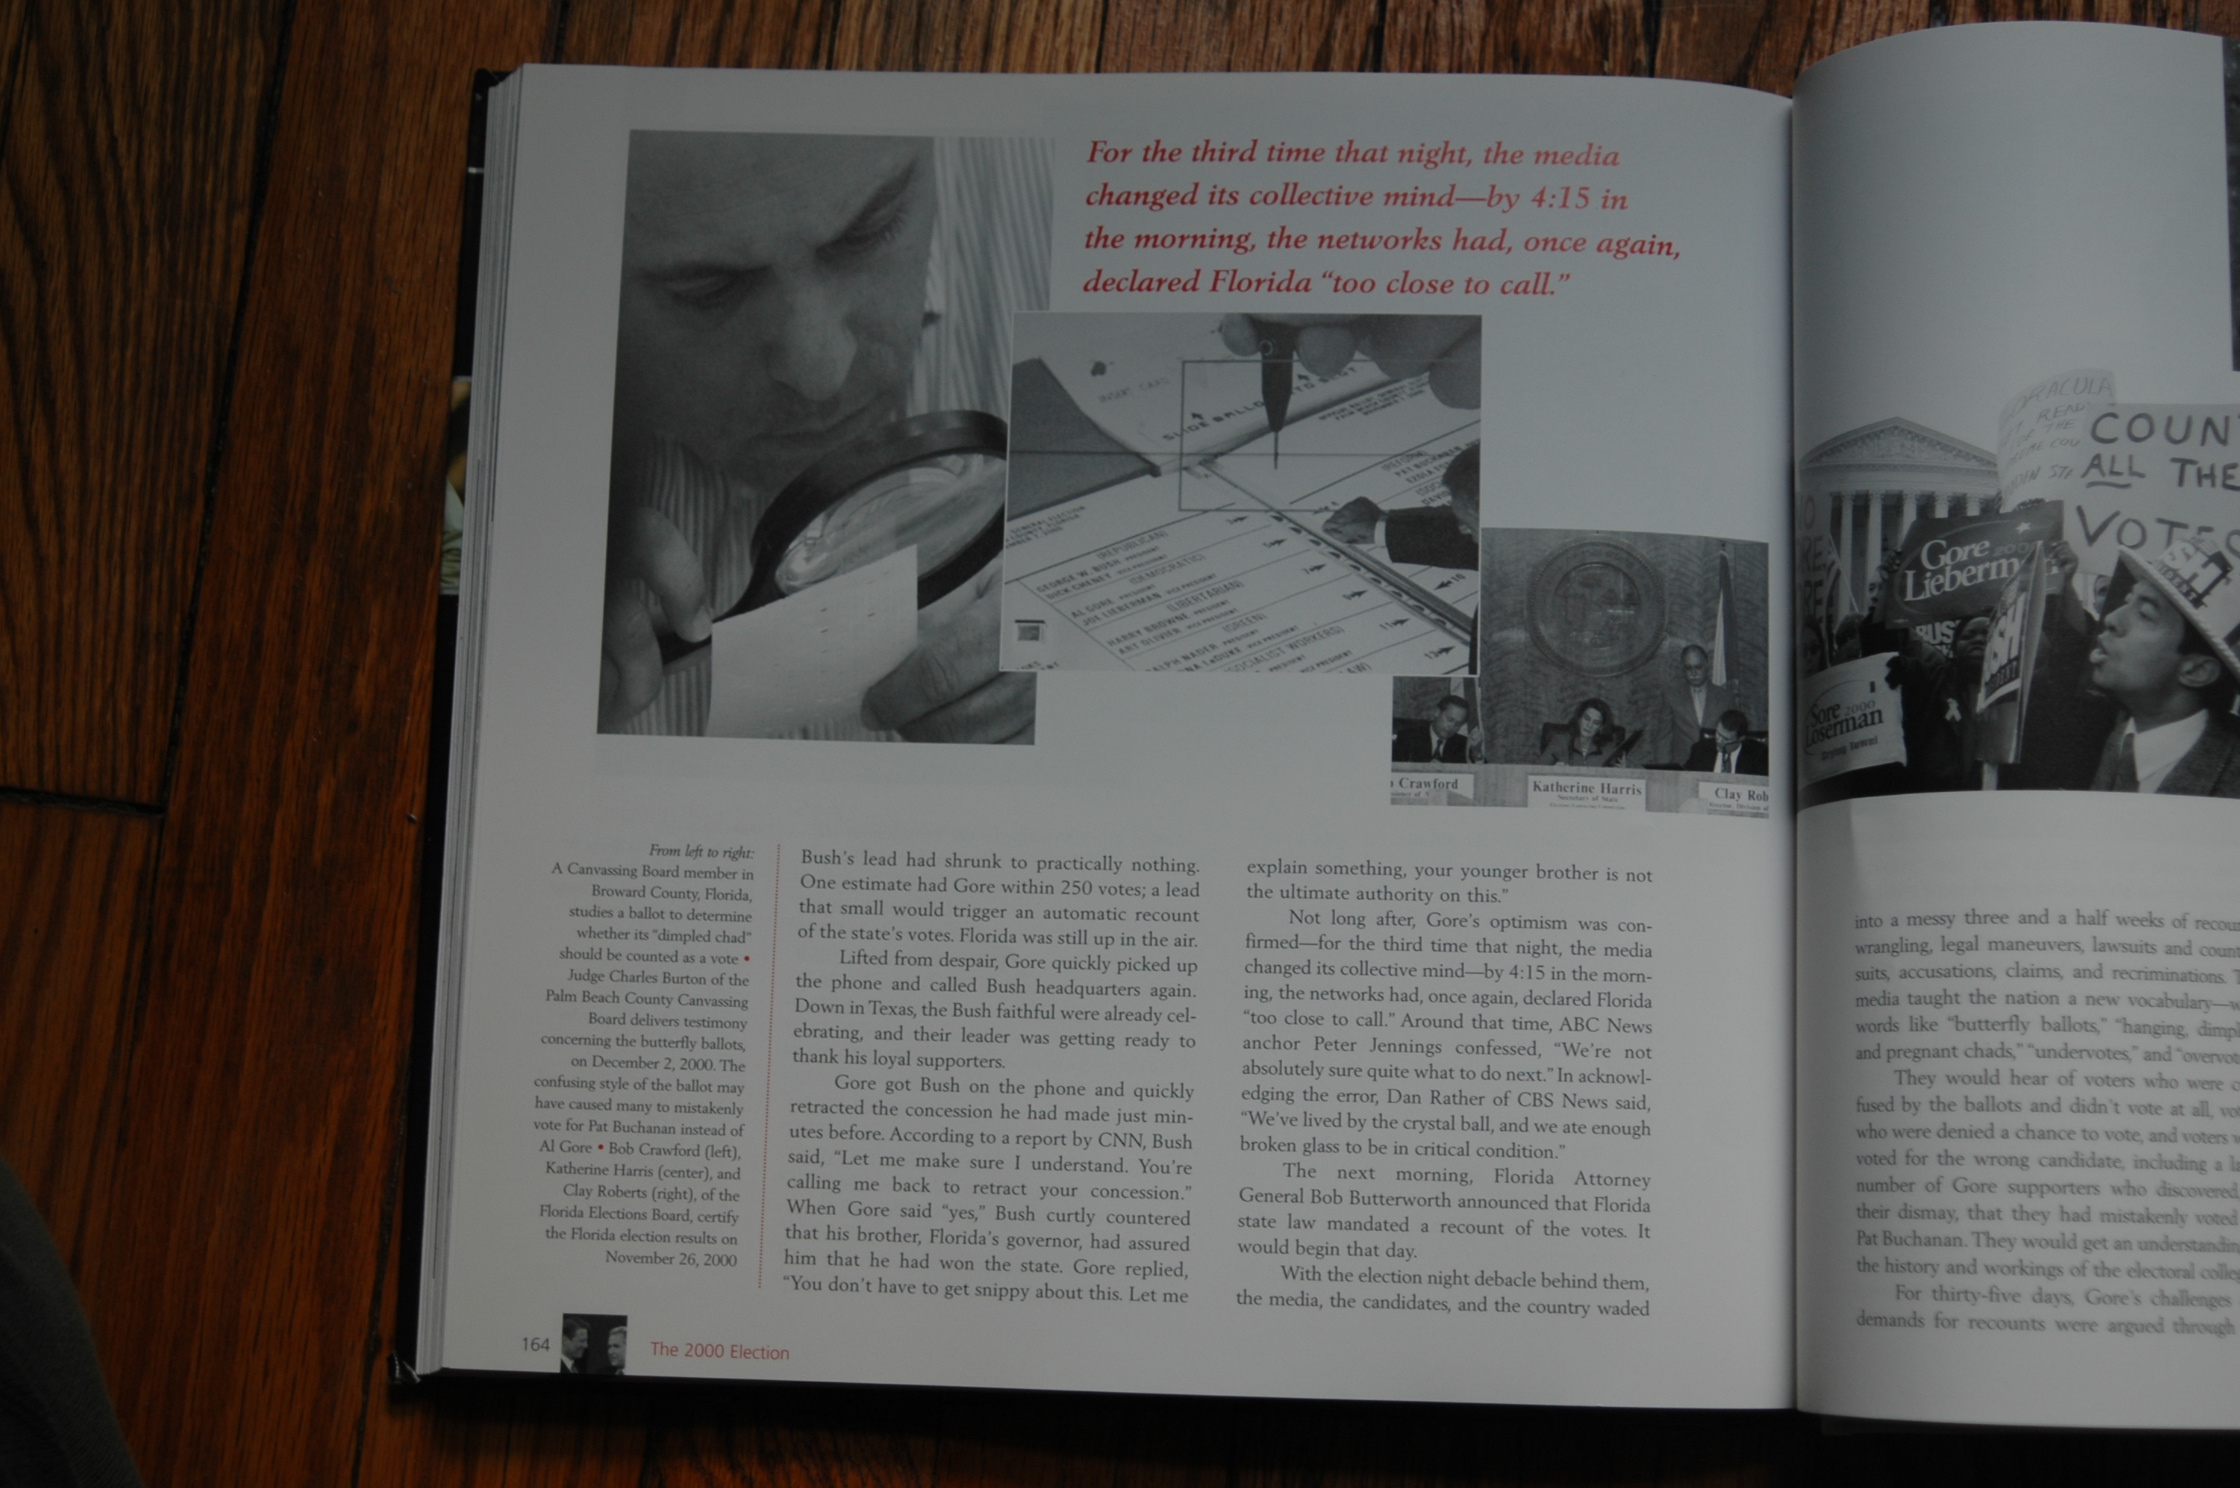 For the third time that night, the media
changed its collective mind—by 4:15 in
the morning, the networks had, once again,
declared Florida “too close to call.”
INSERT CARD
SLIDE BALLOT
(REPUBLICAN)
GEORGE W. BUSH PRESIDENT
DICK CHENEY VICE PRESIDENT
(DEMOCRATIC)
AL GORE PRESIDENT
JOE LIEBERMAN VICE PRESIDENT
(LIBERTARIAN)
HARRY BROWNE PRESIDENT
ART OLIVIER VICE PRESIDENT
(GREEN)
RALPH NADER PRESIDENT
SOCIALIST WORKERS)
Crawford
Katherine Harris
Secretary of State
Clay Rob
From left to right:
A Canvassing Board member in
Broward County, Florida,
studies a ballot to determine
whether its “dimpled chad”
should be counted as a vote •
Judge Charles Burton of the
Palm Beach County Canvassing
Board delivers testimony
concerning the butterfly ballots,
on December 2, 2000. The
confusing style of the ballot may
have caused many to mistakenly
vote for Pat Buchanan instead of
Al Gore • Bob Crawford (left),
Katherine Harris (center), and
Clay Roberts (right), of the
Florida Elections Board, certify
the Florida election results on
November 26, 2000
Bush’s lead had shrunk to practically nothing.
One estimate had Gore within 250 votes; a lead
that small would trigger an automatic recount
of the state’s votes. Florida was still up in the air.
Lifted from despair, Gore quickly picked up
the phone and called Bush headquarters again.
Down in Texas, the Bush faithful were already cel-
ebrating, and their leader was getting ready to
thank his loyal supporters.
Gore got Bush on the phone and quickly
retracted the concession he had made just min-
utes before. According to a report by CNN, Bush
said, “Let me make sure I understand. You’re
calling me back to retract your concession.”
When Gore said “yes,” Bush curtly countered
that his brother, Florida’s governor, had assured
him that he had won the state. Gore replied,
“You don’t have to get snippy about this. Let me
explain something, your younger brother is not
the ultimate authority on this.”
Not long after, Gore’s optimism was con-
firmed—for the third time that night, the media
changed its collective mind—by 4:15 in the morn-
ing, the networks had, once again, declared Florida
“too close to call.” Around that time, ABC News
anchor Peter Jennings confessed, “We’re not
absolutely sure quite what to do next.” In acknowl-
edging the error, Dan Rather of CBS News said,
“We’ve lived by the crystal ball, and we ate enough
broken glass to be in critical condition.”
The next morning, Florida Attorney
General Bob Butterworth announced that Florida
state law mandated a recount of the votes. It
would begin that day.
With the election night debacle behind them,
the media, the candidates, and the country waded
164
The 2000 Election
DRACULA
COUN
ALL THE
VOTES
Gore 2000
Lieberm
BUS
Sore 2000
Loserman
Crying Towel
into a messy three and a half weeks of recou
wrangling, legal maneuvers, lawsuits and count
suits, accusations, claims, and recriminations. T
media taught the nation a new vocabulary—w
words like “butterfly ballots,” “hanging, dimpl
and pregnant chads,” “undervotes,” and “overvot
They would hear of voters who were c
fused by the ballots and didn’t vote at all, vot
who were denied a chance to vote, and voters w
voted for the wrong candidate, including a la
number of Gore supporters who discovered,
their dismay, that they had mistakenly voted
Pat Buchanan. They would get an understandin
the history and workings of the electoral colleg
For thirty-five days, Gore’s challenges
demands for recounts were argued through